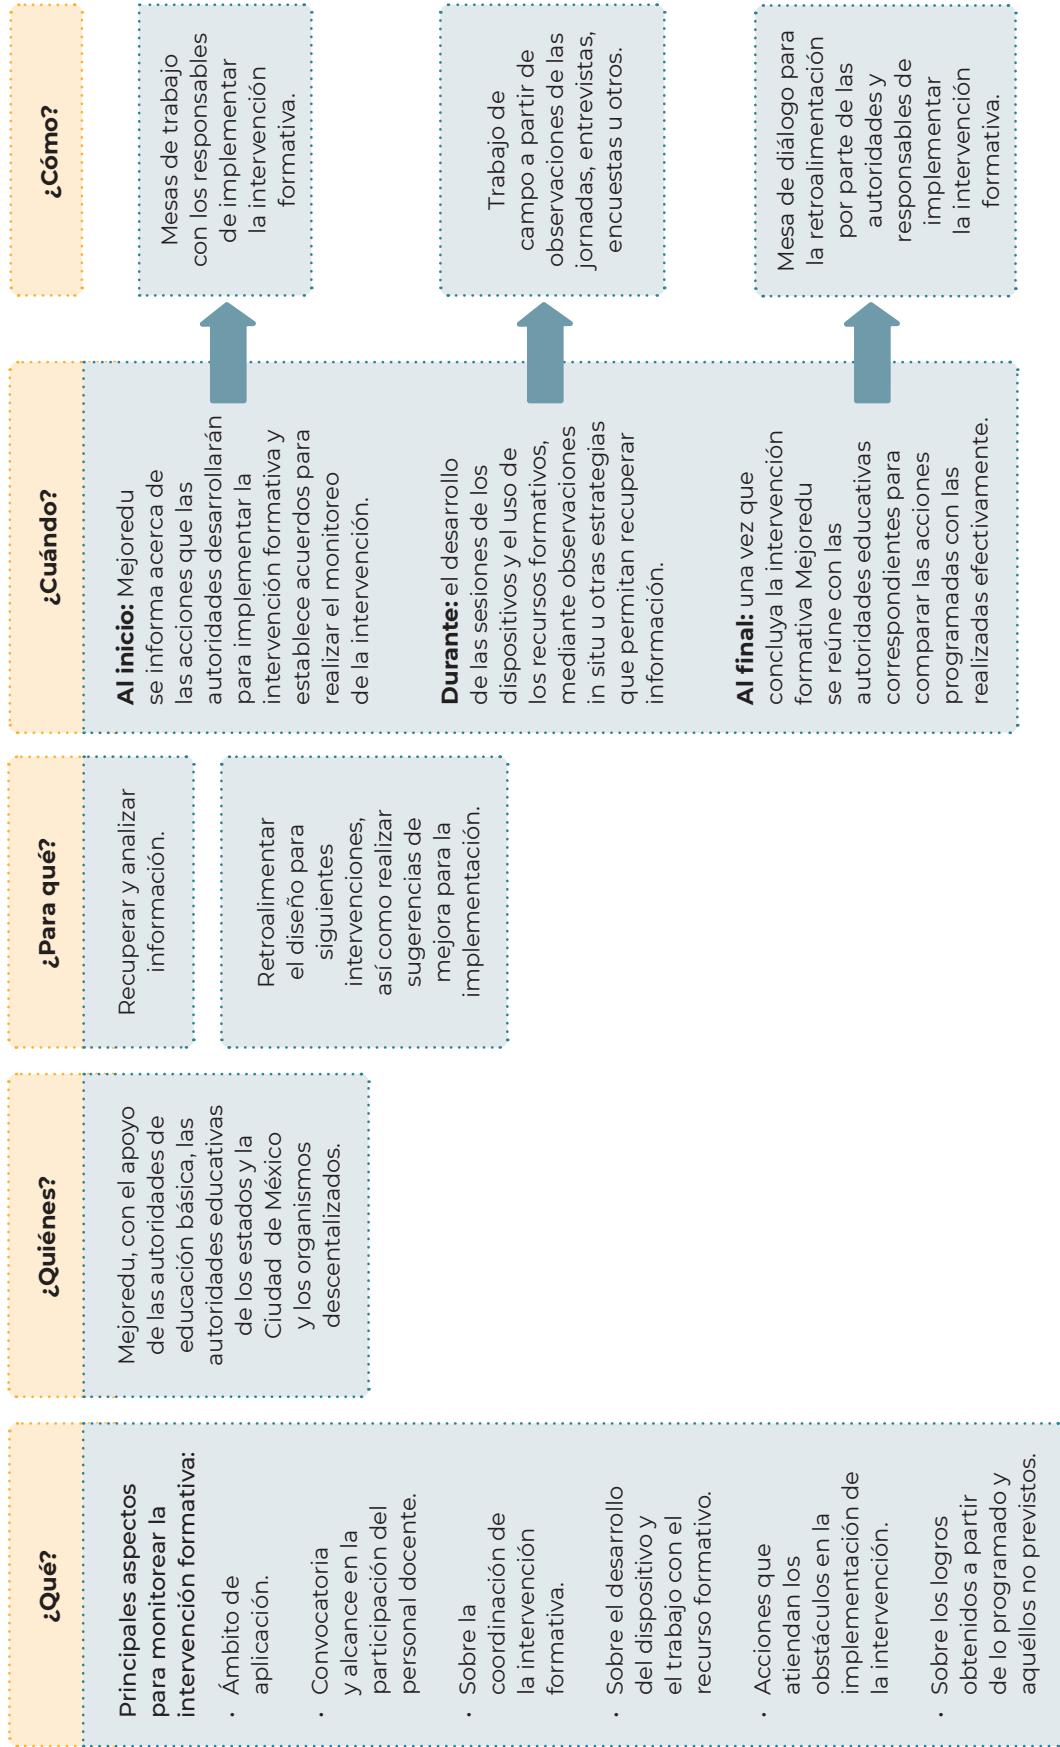 ¿Qué?
Principales aspectos
para monitorear la
intervención formativa:
• Ámbito de
aplicación.
• Convocatoria
y alcance en la
participación del
personal docente.
• Sobre la
coordinación de
la intervención
formativa.
• Sobre el desarrollo
del dispositivo y
el trabajo con el
recurso formativo.
• Acciones que
atiendan los
obstáculos en la
implementación de
la intervención.
• Sobre los logros
obtenidos a partir
de lo programado y
aquéllos no previstos.
¿Quiénes?
Mejoredu, con el apoyo
de las autoridades de
educación básica, las
autoridades educativas
de los estados y la
Ciudad de México
y los organismos
descentalizados.
¿Para qué?
Recuperar y analizar
información.
Retroalimentar
el diseño para
siguientes
intervenciones,
así como realizar
sugerencias de
mejora para la
implementación.
¿Cuándo?
Al inicio: Mejoredu
se informa acerca de
las acciones que las
autoridades desarrollarán
para implementar la
intervención formativa y
establece acuerdos para
realizar el monitoreo
de la intervención.
Durante: el desarrollo
de las sesiones de los
dispositivos y el uso de
los recursos formativos,
mediante observaciones
in situ u otras estrategias
que permitan recuperar
información.
Al final: una vez que
concluya la intervención
formativa Mejoredu
se reúne con las
autoridades educativas
correspondientes para
comparar las acciones
programadas con las
realizadas efectivamente.
¿Cómo?
Mesas de trabajo
con los responsables
de implementar
la intervención
formativa.
Trabajo de
campo a partir de
observaciones de las
jornadas, entrevistas,
encuestas u otros.
Mesa de diálogo para
la retroalimentación
por parte de las
autoridades y
responsables de
implementar
la intervención
formativa.